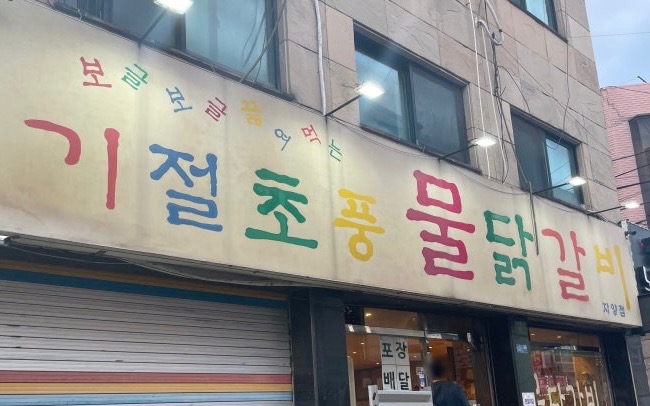 보글보글 끓여먹는
기절초풍 물닭갈비
자양점
포장
배달